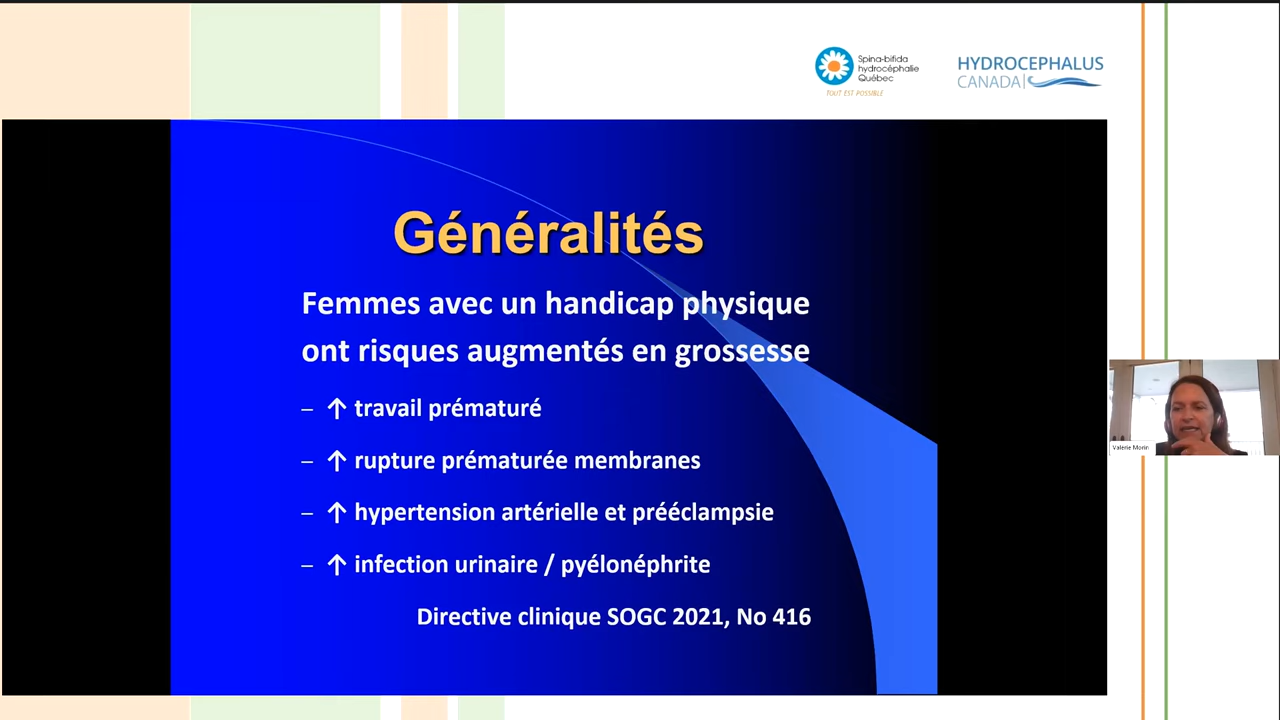 Spina-bifida
hydrocéphalie
Québec
TOUT EST POSSIBLE
HYDROCEPHALUS
CANADA
Généralités
Femmes avec un handicap physique
ont risques augmentés en grossesse
– ↑ travail prématuré
– ↑ rupture prématurée membranes
– ↑ hypertension artérielle et prééclampsie
– ↑ infection urinaire / pyélonéphrite
Directive clinique SOGC 2021, No 416
Valérie Morin